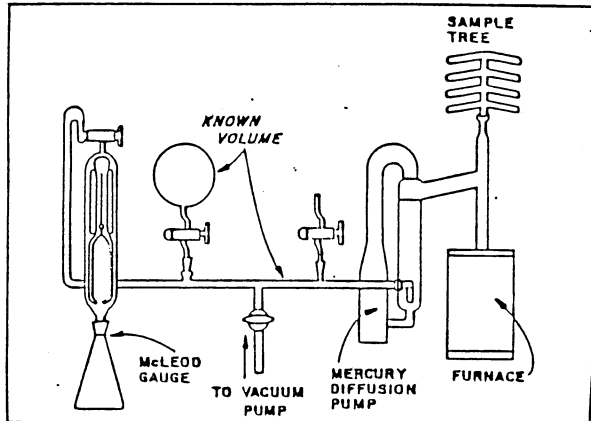 SAMPLE
TREE
KNOWN
VOLUME
McLEOD
GAUGE
TO VACUUM
PUMP
MERCURY
DIFFUSION
PUMP
FURNACE